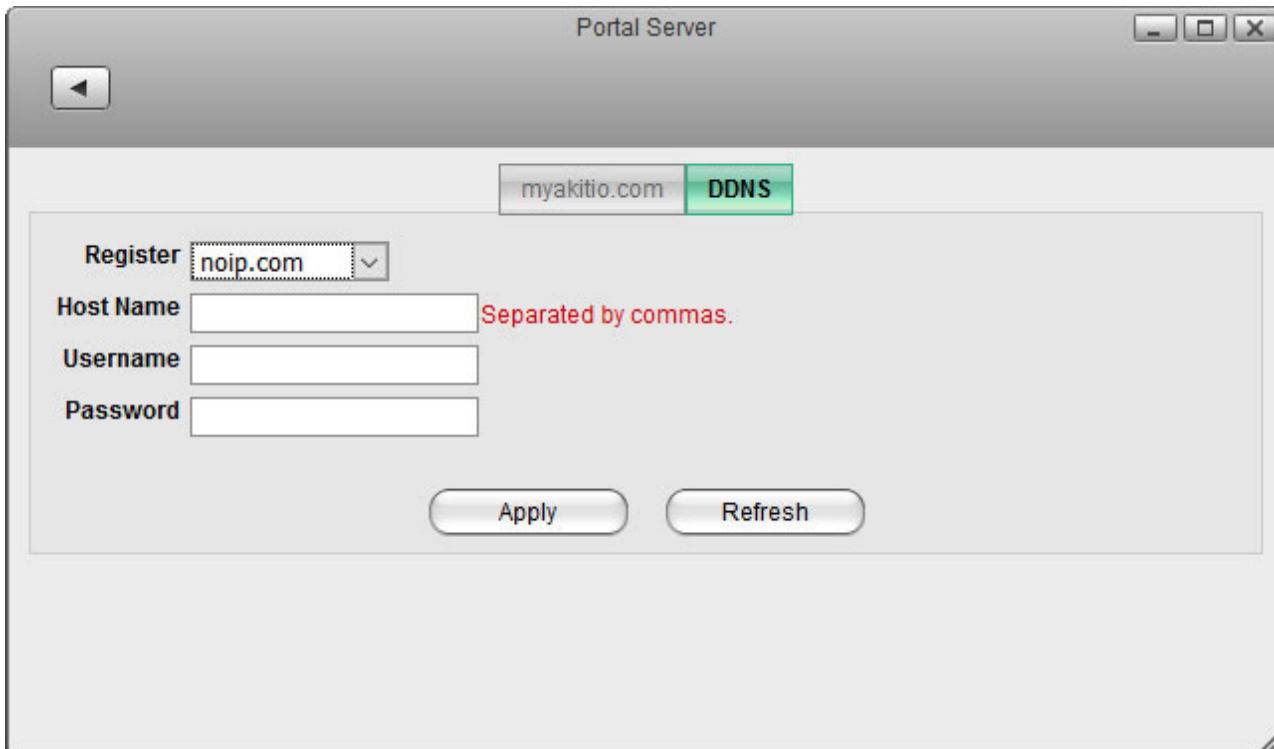 Portal Server
myakitio.com DDNS
Register noip.com
Host Name Separated by commas.
Username
Password
Apply Refresh